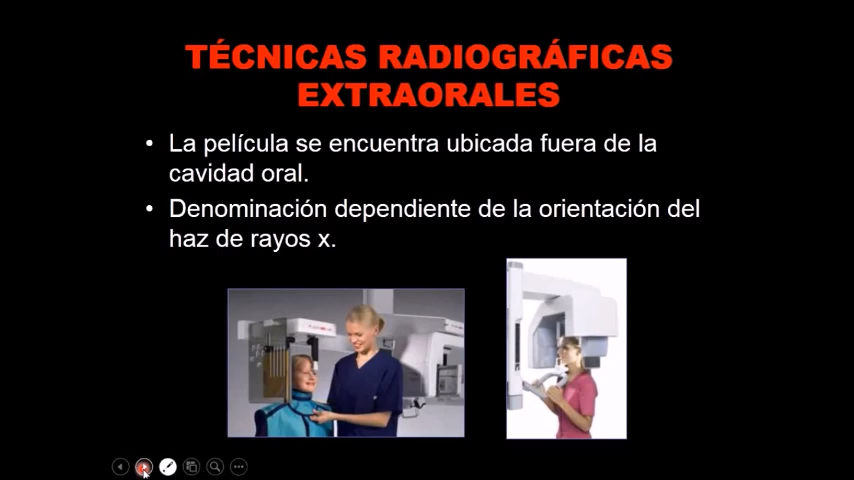 TÉCNICAS RADIOGRÁFICAS
EXTRAORALES
• La película se encuentra ubicada fuera de la
cavidad oral.
• Denominación dependiente de la orientación del
haz de rayos x.